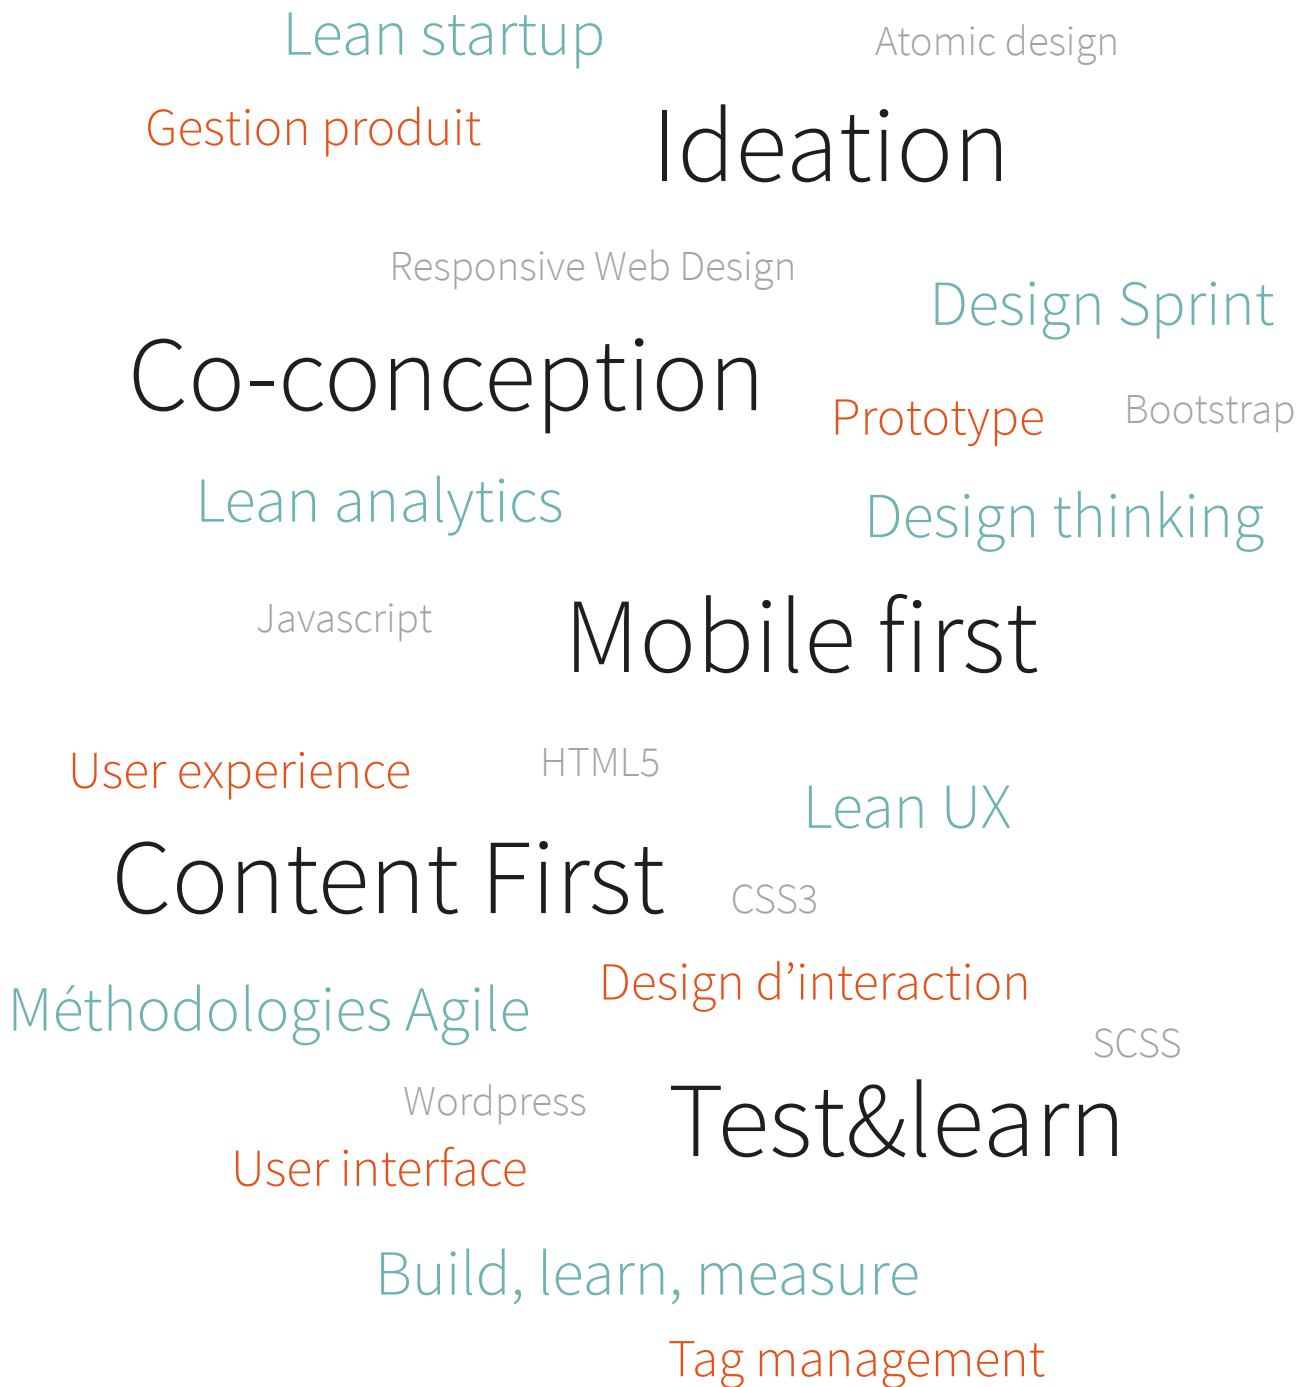 Lean startup
Atomic design
Gestion produit
Ideation
Responsive Web Design
Design Sprint
Co-conception
Prototype
Bootstrap
Lean analytics
Design thinking
Javascript
Mobile first
User experience
HTML5
Lean UX
Content First
CSS3
Design d’interaction
Méthodologies Agile
SCSS
Wordpress
Test&learn
User interface
Build, learn, measure
Tag management